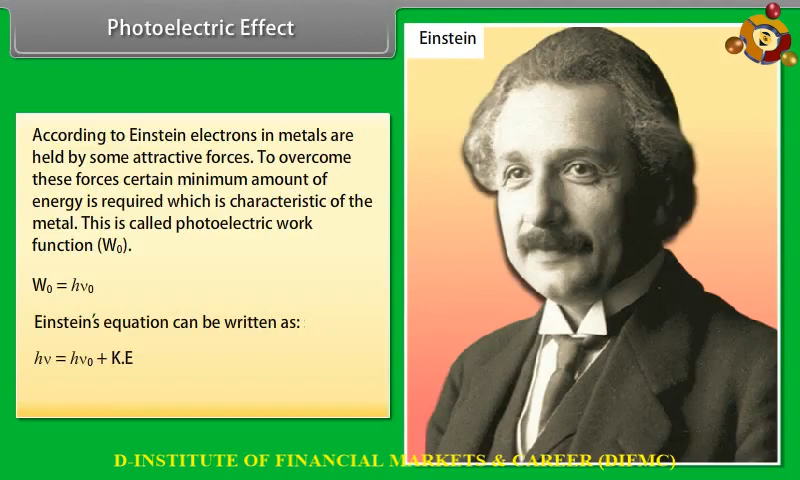 Photoelectric Effect
Einstein
According to Einstein electrons in metals are
held by some attractive forces. To overcome
these forces certain minimum amount of
energy is required which is characteristic of the
metal. This is called photoelectric work
function (W₀).
W₀ = hν₀
Einstein's equation can be written as:
hν = hν₀ + K.E
D-INSTITUTE OF FINANCIAL MARKETS & CAREER (DIFMC)